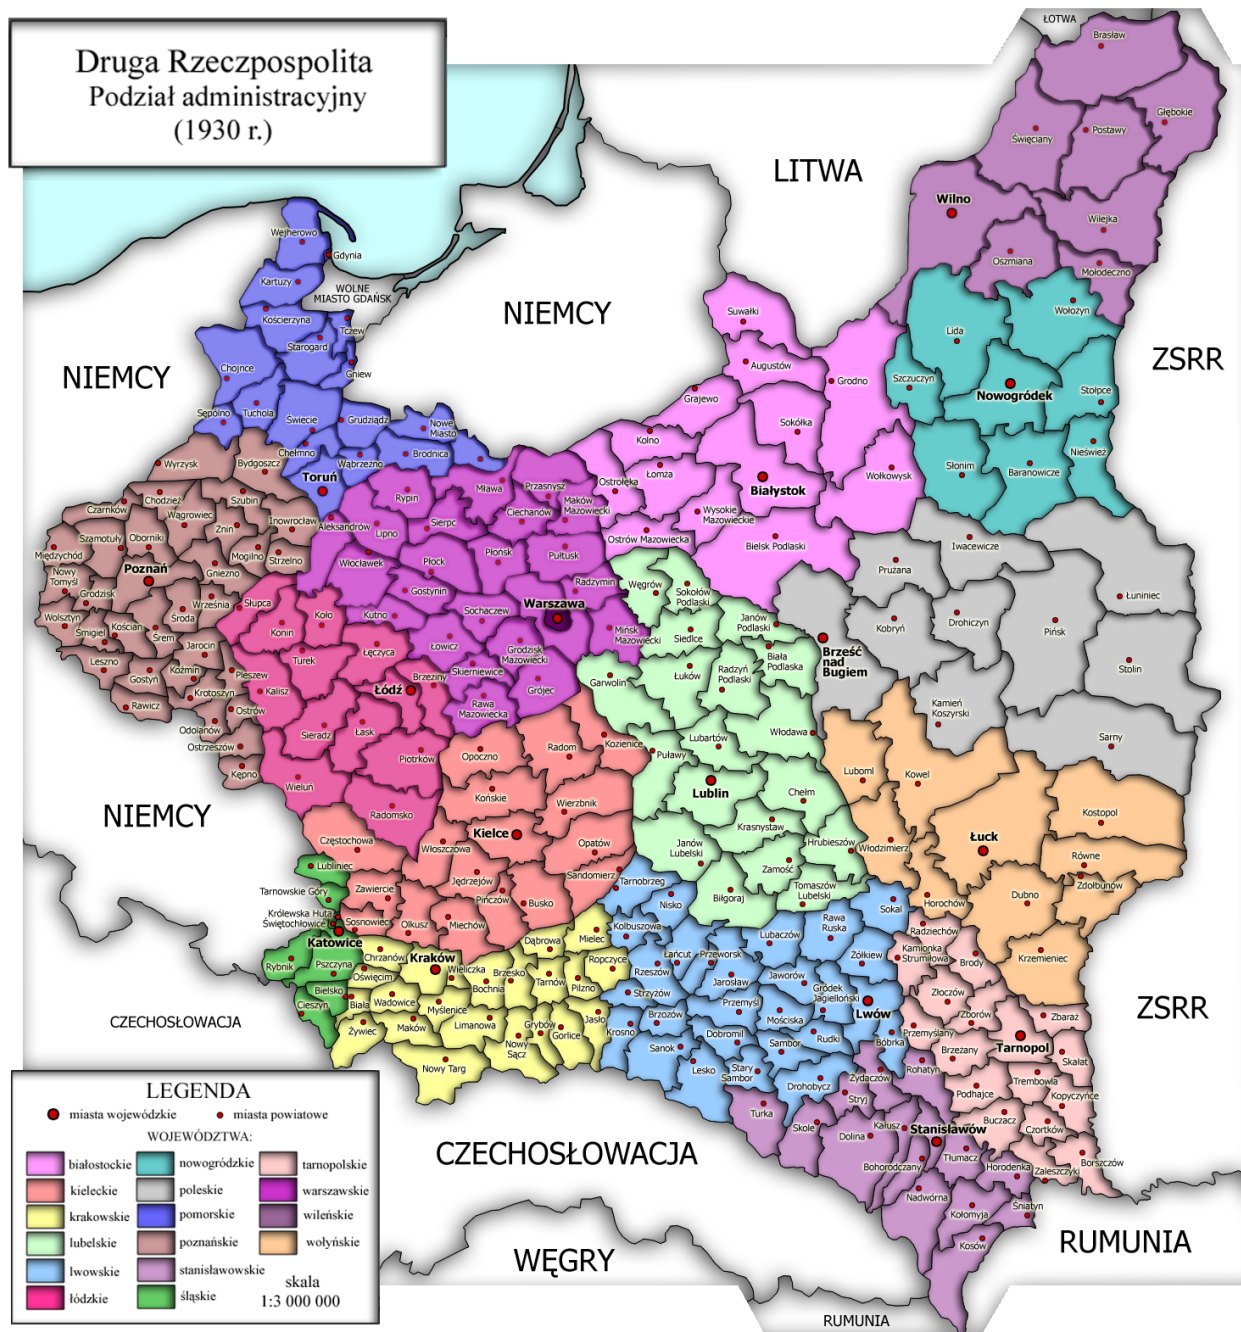 Druga Rzeczpospolita
Podział administracyjny
(1930 r.)
ŁOTWA
Brasław
Głębokie
Święciany
Postawy
LITWA
Wilno
Wilejka
Oszmiana
Mołodeczno
Wejherowo
Gdynia
Kartuzy
WOLNE
MIASTO GDAŃSK
Kościerzyna
Tczew
Starogard
Gniew
Chojnce
NIEMCY
NIEMCY
Suwałki
Augustów
Grajewo
Grodno
Lida
Wołożyn
ZSRR
Szczuczyn
Nowogródek
Stołpce
Sępolno
Tuchola
Świecie
Grudziądz
Nowe
Miasto
Chełmno
Wąbrzeźno
Brodnica
Kolno
Sokółka
Wyrzysk
Bydgoszcz
Toruń
Łomża
Ostrołęka
Białystok
Wołkowysk
Słonim
Baranowicze
Nieśwież
Chodzież
Czarnków
Szubin
Wągrowiec
Inowrocław
Żnin
Szamotuły
Oborniki
Mogilno
Strzelno
Międzychód
Nowy
Tomyśl
Poznań
Gniezno
Grodzisk
Września
Środa
Wolsztyn
Śmigiel
Kościan
Śrem
Jarocin
Leszno
Gostyń
Koźmin
Pleszew
Rawicz
Krotoszyn
Ostrów
Odolanów
Ostrzeszów
Kępno
Rypin
Mława
Przasnysz
Maków
Mazowiecki
Aleksandrów
Lipno
Sierpc
Ciechanów
Wysokie
Mazowieckie
Ostrów Mazowiecka
Bielsk Podlaski
Włocławek
Płock
Płońsk
Pułtusk
Gostynin
Radzymin
Kutno
Sochaczew
Warszawa
Mińsk
Mazowiecki
Łowicz
Grodzisk
Mazowiecki
Skierniewice
Grójec
Rawa
Mazowiecka
Słupca
Koło
Konin
Turek
Łęczyca
Kalisz
Łódź
Brzeziny
Sieradz
Łask
Piotrków
Wieluń
Radomsko
Węgrów
Sokołów
Podlaski
Siedlce
Janów
Podlaski
Biała
Podlaska
Łuków
Radzyń
Podlaski
Garwolin
Puławy
Lubartów
Włodawa
Lublin
Chełm
Krasnystaw
Janów
Lubelski
Hrubieszów
Zamość
Tomaszów
Lubelski
Biłgoraj
Iwacewicze
Prużana
Kobryń
Drohiczyn
Pińsk
Łuniniec
Brześć
nad
Bugiem
Stolin
Kamień
Koszyrski
Sarny
Luboml
Kowel
Kostopol
Włodzimierz
Łuck
Równe
Zdołbunów
Horochów
Dubno
Krzemieniec
NIEMCY
Opoczno
Radom
Kozienice
Końskie
Wierzbnik
Częstochowa
Włoszczowa
Kielce
Opatów
Jędrzejów
Sandomierz
Zawiercie
Pińczów
Busko
Sosnowiec
Olkusz
Miechów
Lubliniec
Tarnowskie Góry
Królewska Huta
Świętochłowice
Katowice
Rybnik
Pszczyna
Bielsko
Cieszyn
Chrzanów
Oświęcim
Kraków
Wieliczka
Bochnia
Brzesko
Dąbrowa
Mielec
Ropczyce
Tarnów
Pilzno
Biała
Wadowice
Myślenice
Żywiec
Maków
Limanowa
Nowy
Sącz
Grybów
Gorlice
Jasło
Nowy Targ
Tarnobrzeg
Nisko
Kolbuszowa
Łańcut
Przeworsk
Rzeszów
Jarosław
Lubaczów
Rawa
Ruska
Sokal
Żółkiew
Jaworów
Gródek
Jagielloński
Strzyżów
Przemyśl
Mościska
Lwów
Krosno
Brzozów
Dobromil
Rudki
Bóbrka
Sanok
Sambor
Lesko
Stary
Sambor
Drohobycz
Radziechów
Kamionka
Strumiłowa
Brody
Złoczów
Zborów
Zbaraż
Przemyślany
Tarnopol
Brzeżany
Skałat
Trembowla
Podhajce
Kopyczyńce
Buczacz
Czortków
Borszczów
Zaleszczyki
ZSRR
Żydaczów
Rohatyn
Stryj
Turka
Skole
Dolina
Kałusz
Stanisławów
Tłumacz
Bohorodczany
Horodenka
Nadwórna
Śniatyn
Kołomyja
Kosów
CZECHOSŁOWACJA
CZECHOSŁOWACJA
WĘGRY
RUMUNIA
RUMUNIA
LEGENDA
miasta wojewódzkie
miasta powiatowe
WOJEWÓDZTWA:
białostockie
nowogródzkie
tarnopolskie
kieleckie
poleskie
warszawskie
krakowskie
pomorskie
wileńskie
lubelskie
poznańskie
wołyńskie
lwowskie
stanisławowskie
łódzkie
śląskie
skala
1:3 000 000